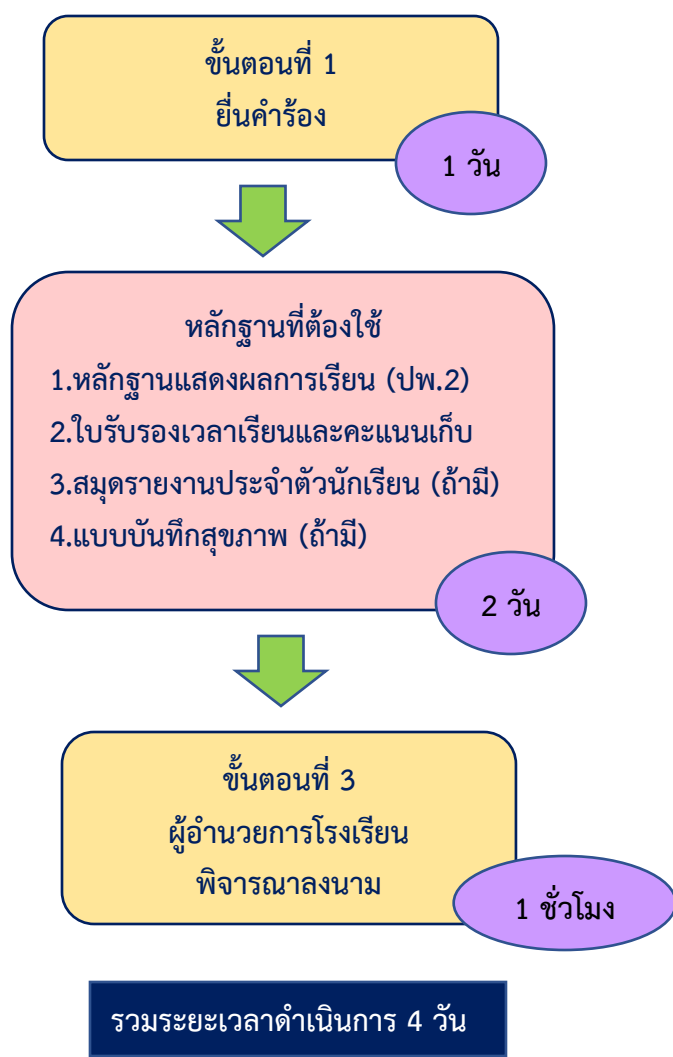 ขั้นตอนที่ 1
ยื่นคำร้อง
1 วัน
หลักฐานที่ต้องใช้
1.หลักฐานแสดงผลการเรียน (ปพ.2)
2.ใบรับรองเวลาเรียนและคะแนนเก็บ
3.สมุดรายงานประจำตัวนักเรียน (ถ้ามี)
4.แบบบันทึกสุขภาพ (ถ้ามี)
2 วัน
ขั้นตอนที่ 3
ผู้อำนวยการโรงเรียน
พิจารณาลงนาม
1 ชั่วโมง
รวมระยะเวลาดำเนินการ 4 วัน